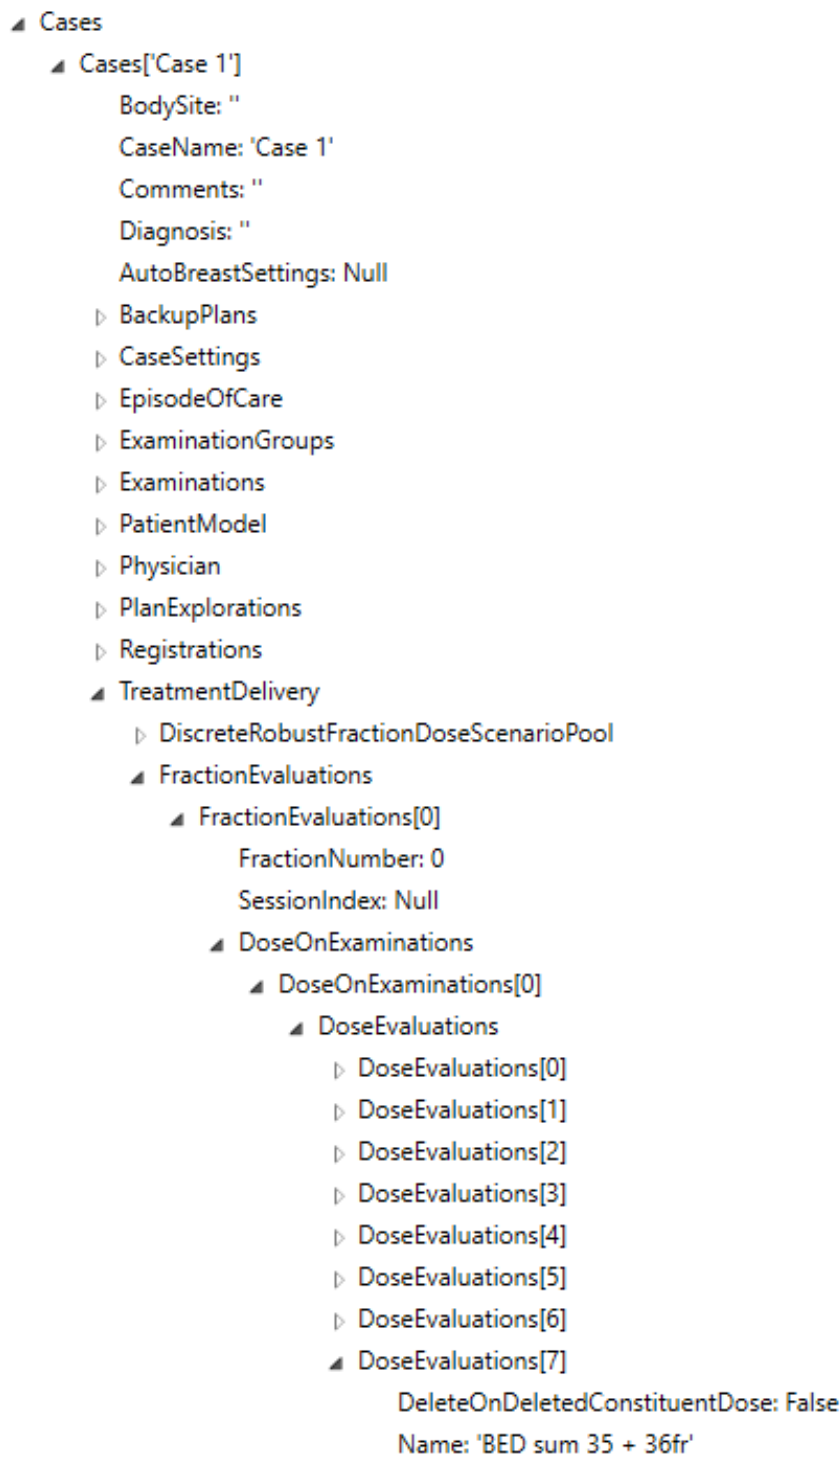 Cases
Cases['Case 1']
BodySite: ''
CaseName: 'Case 1'
Comments: ''
Diagnosis: ''
AutoBreastSettings: Null
BackupPlans
CaseSettings
EpisodeOfCare
ExaminationGroups
Examinations
PatientModel
Physician
PlanExplorations
Registrations
TreatmentDelivery
DiscreteRobustFractionDoseScenarioPool
FractionEvaluations
FractionEvaluations[0]
FractionNumber: 0
SessionIndex: Null
DoseOnExaminations
DoseOnExaminations[0]
DoseEvaluations
DoseEvaluations[0]
DoseEvaluations[1]
DoseEvaluations[2]
DoseEvaluations[3]
DoseEvaluations[4]
DoseEvaluations[5]
DoseEvaluations[6]
DoseEvaluations[7]
DeleteOnDeletedConstituentDose: False
Name: 'BED sum 35 + 36fr'